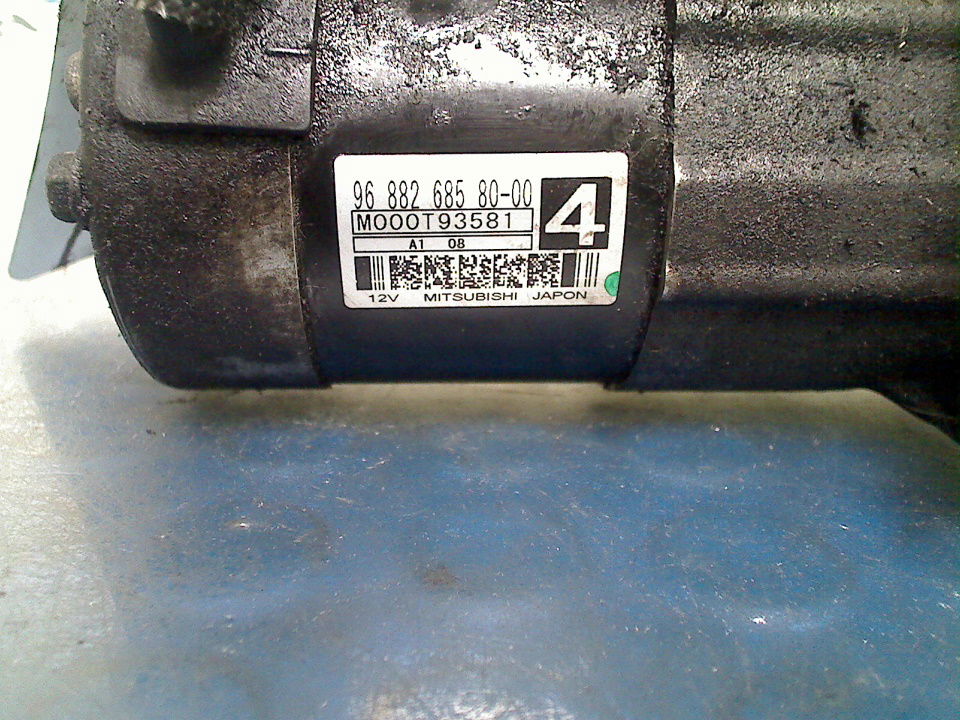 96 882 685 80-00
4
M000T93581
A1 08
12V MITSUBISHI JAPON